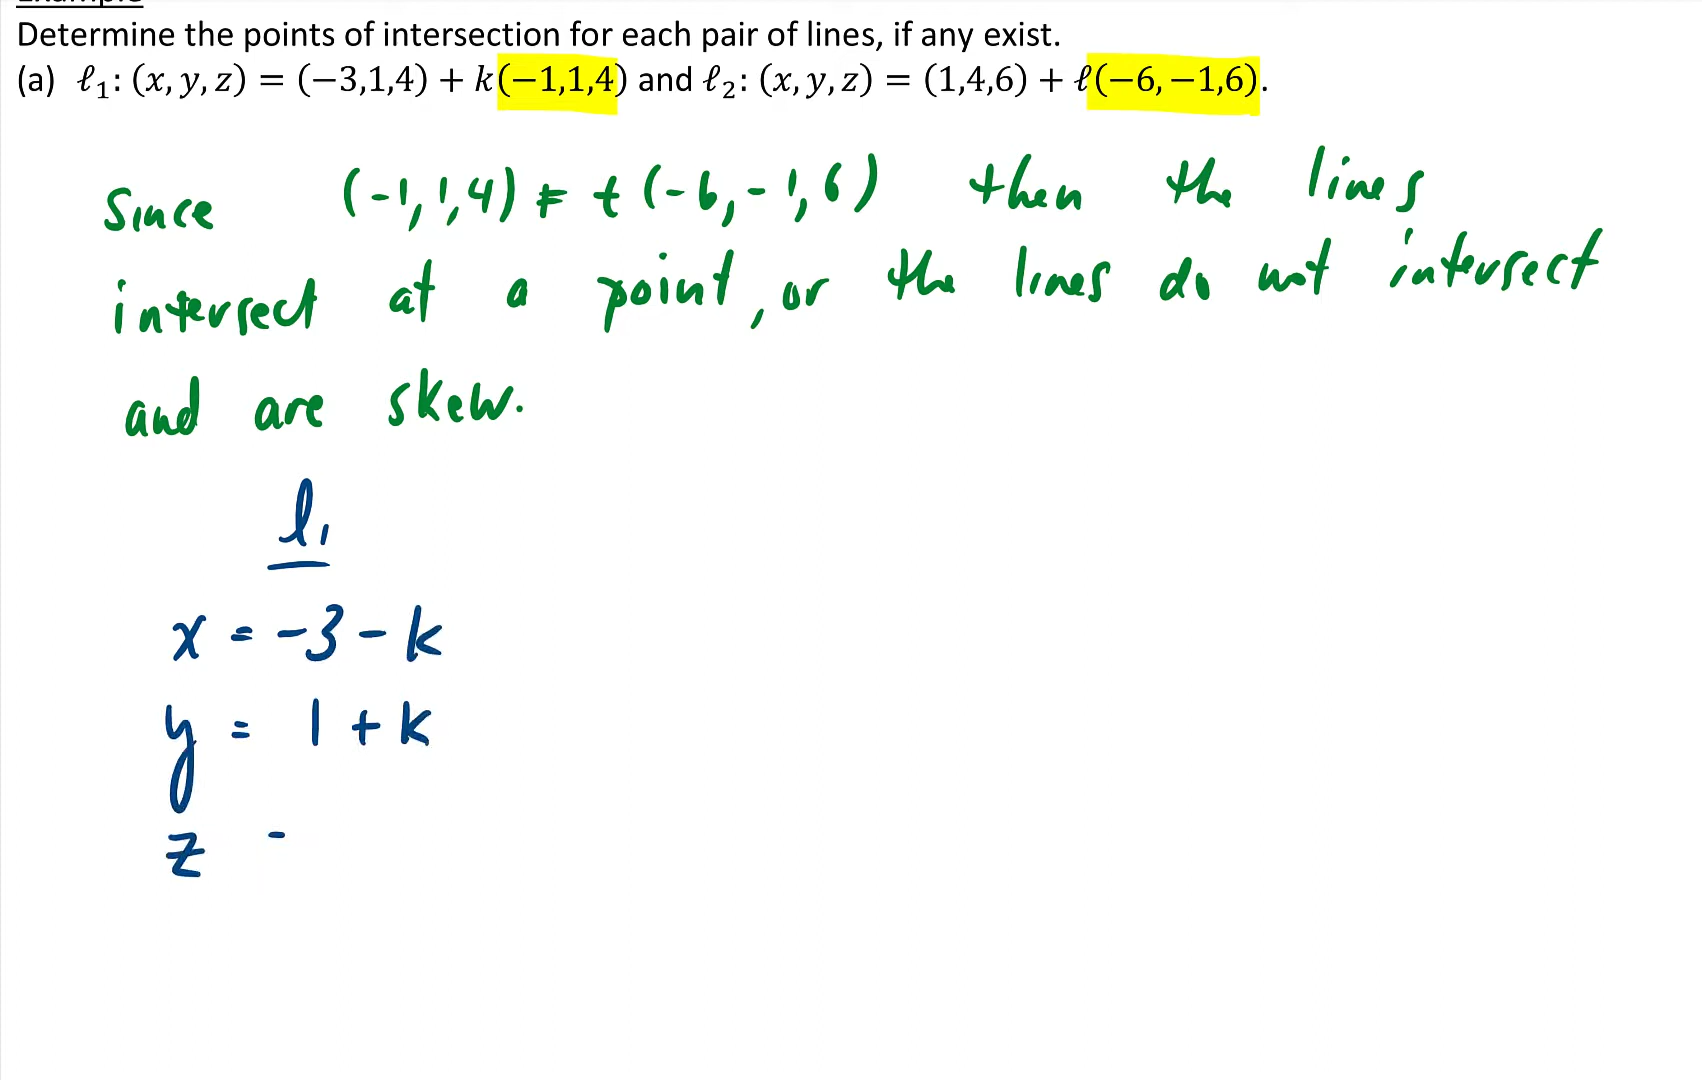 Example
Determine the points of intersection for each pair of lines, if any exist.
(a) ℓ₁: (x, y, z) = (−3,1,4) + k(−1,1,4) and ℓ₂: (x, y, z) = (1,4,6) + ℓ(−6, −1,6).
Since (-1,1,4) ≠ t(-6,-1,6) then the lines
intersect at a point, or the lines do not intersect
and are skew.
l₁
x = -3 - k
y = 1 + k
z -